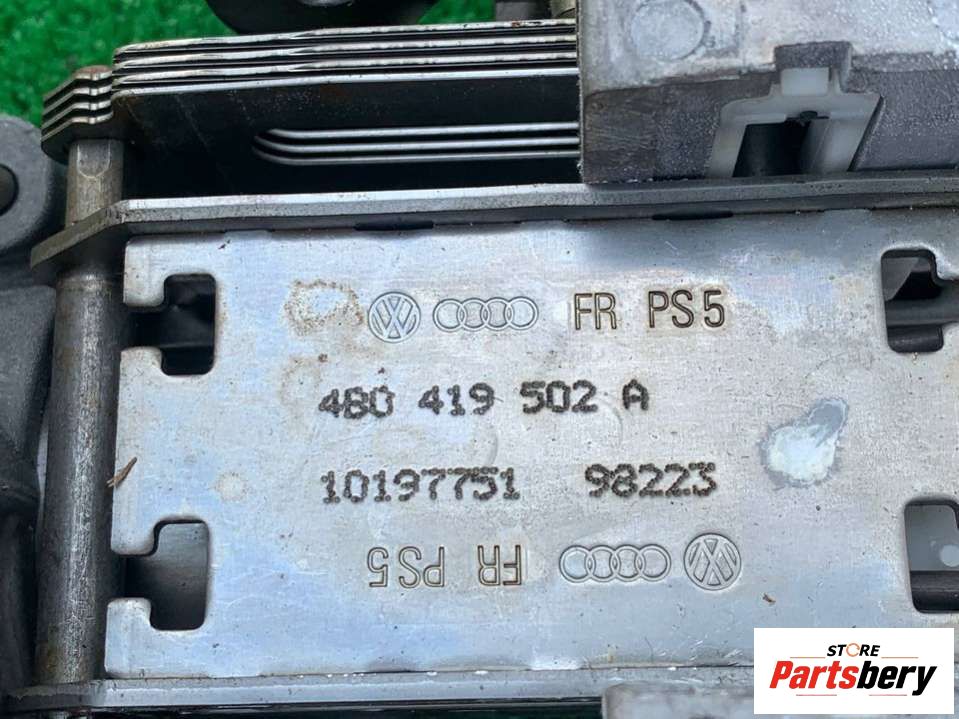 FR PS5
4B0 419 502 A
10197751 98223
FR PS5
STORE
Partsbery